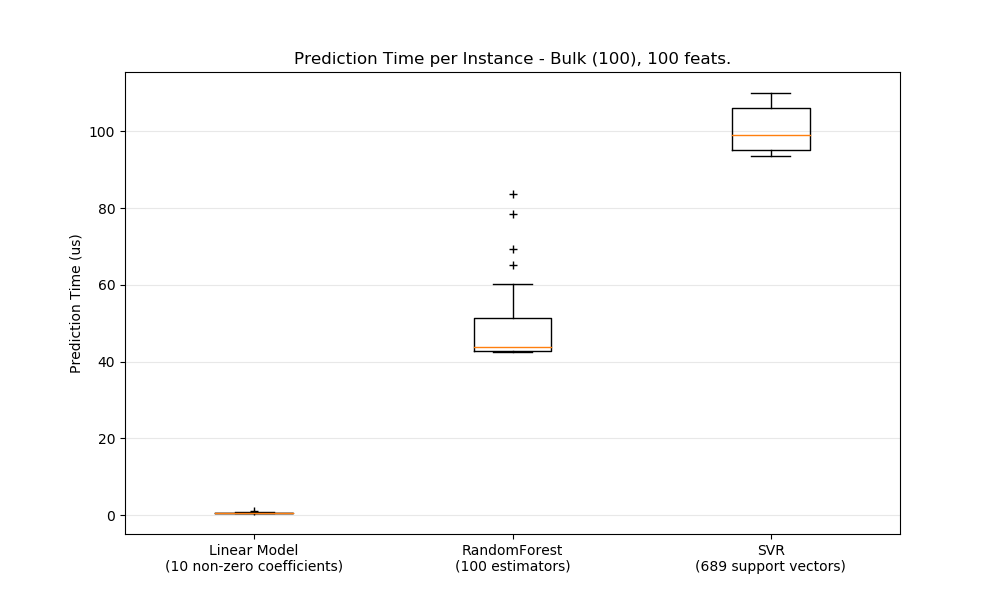 Prediction Time per Instance - Bulk (100), 100 feats.
Prediction Time (us)
100
80
60
40
20
0
Linear Model
(10 non-zero coefficients)
RandomForest
(100 estimators)
SVR
(689 support vectors)